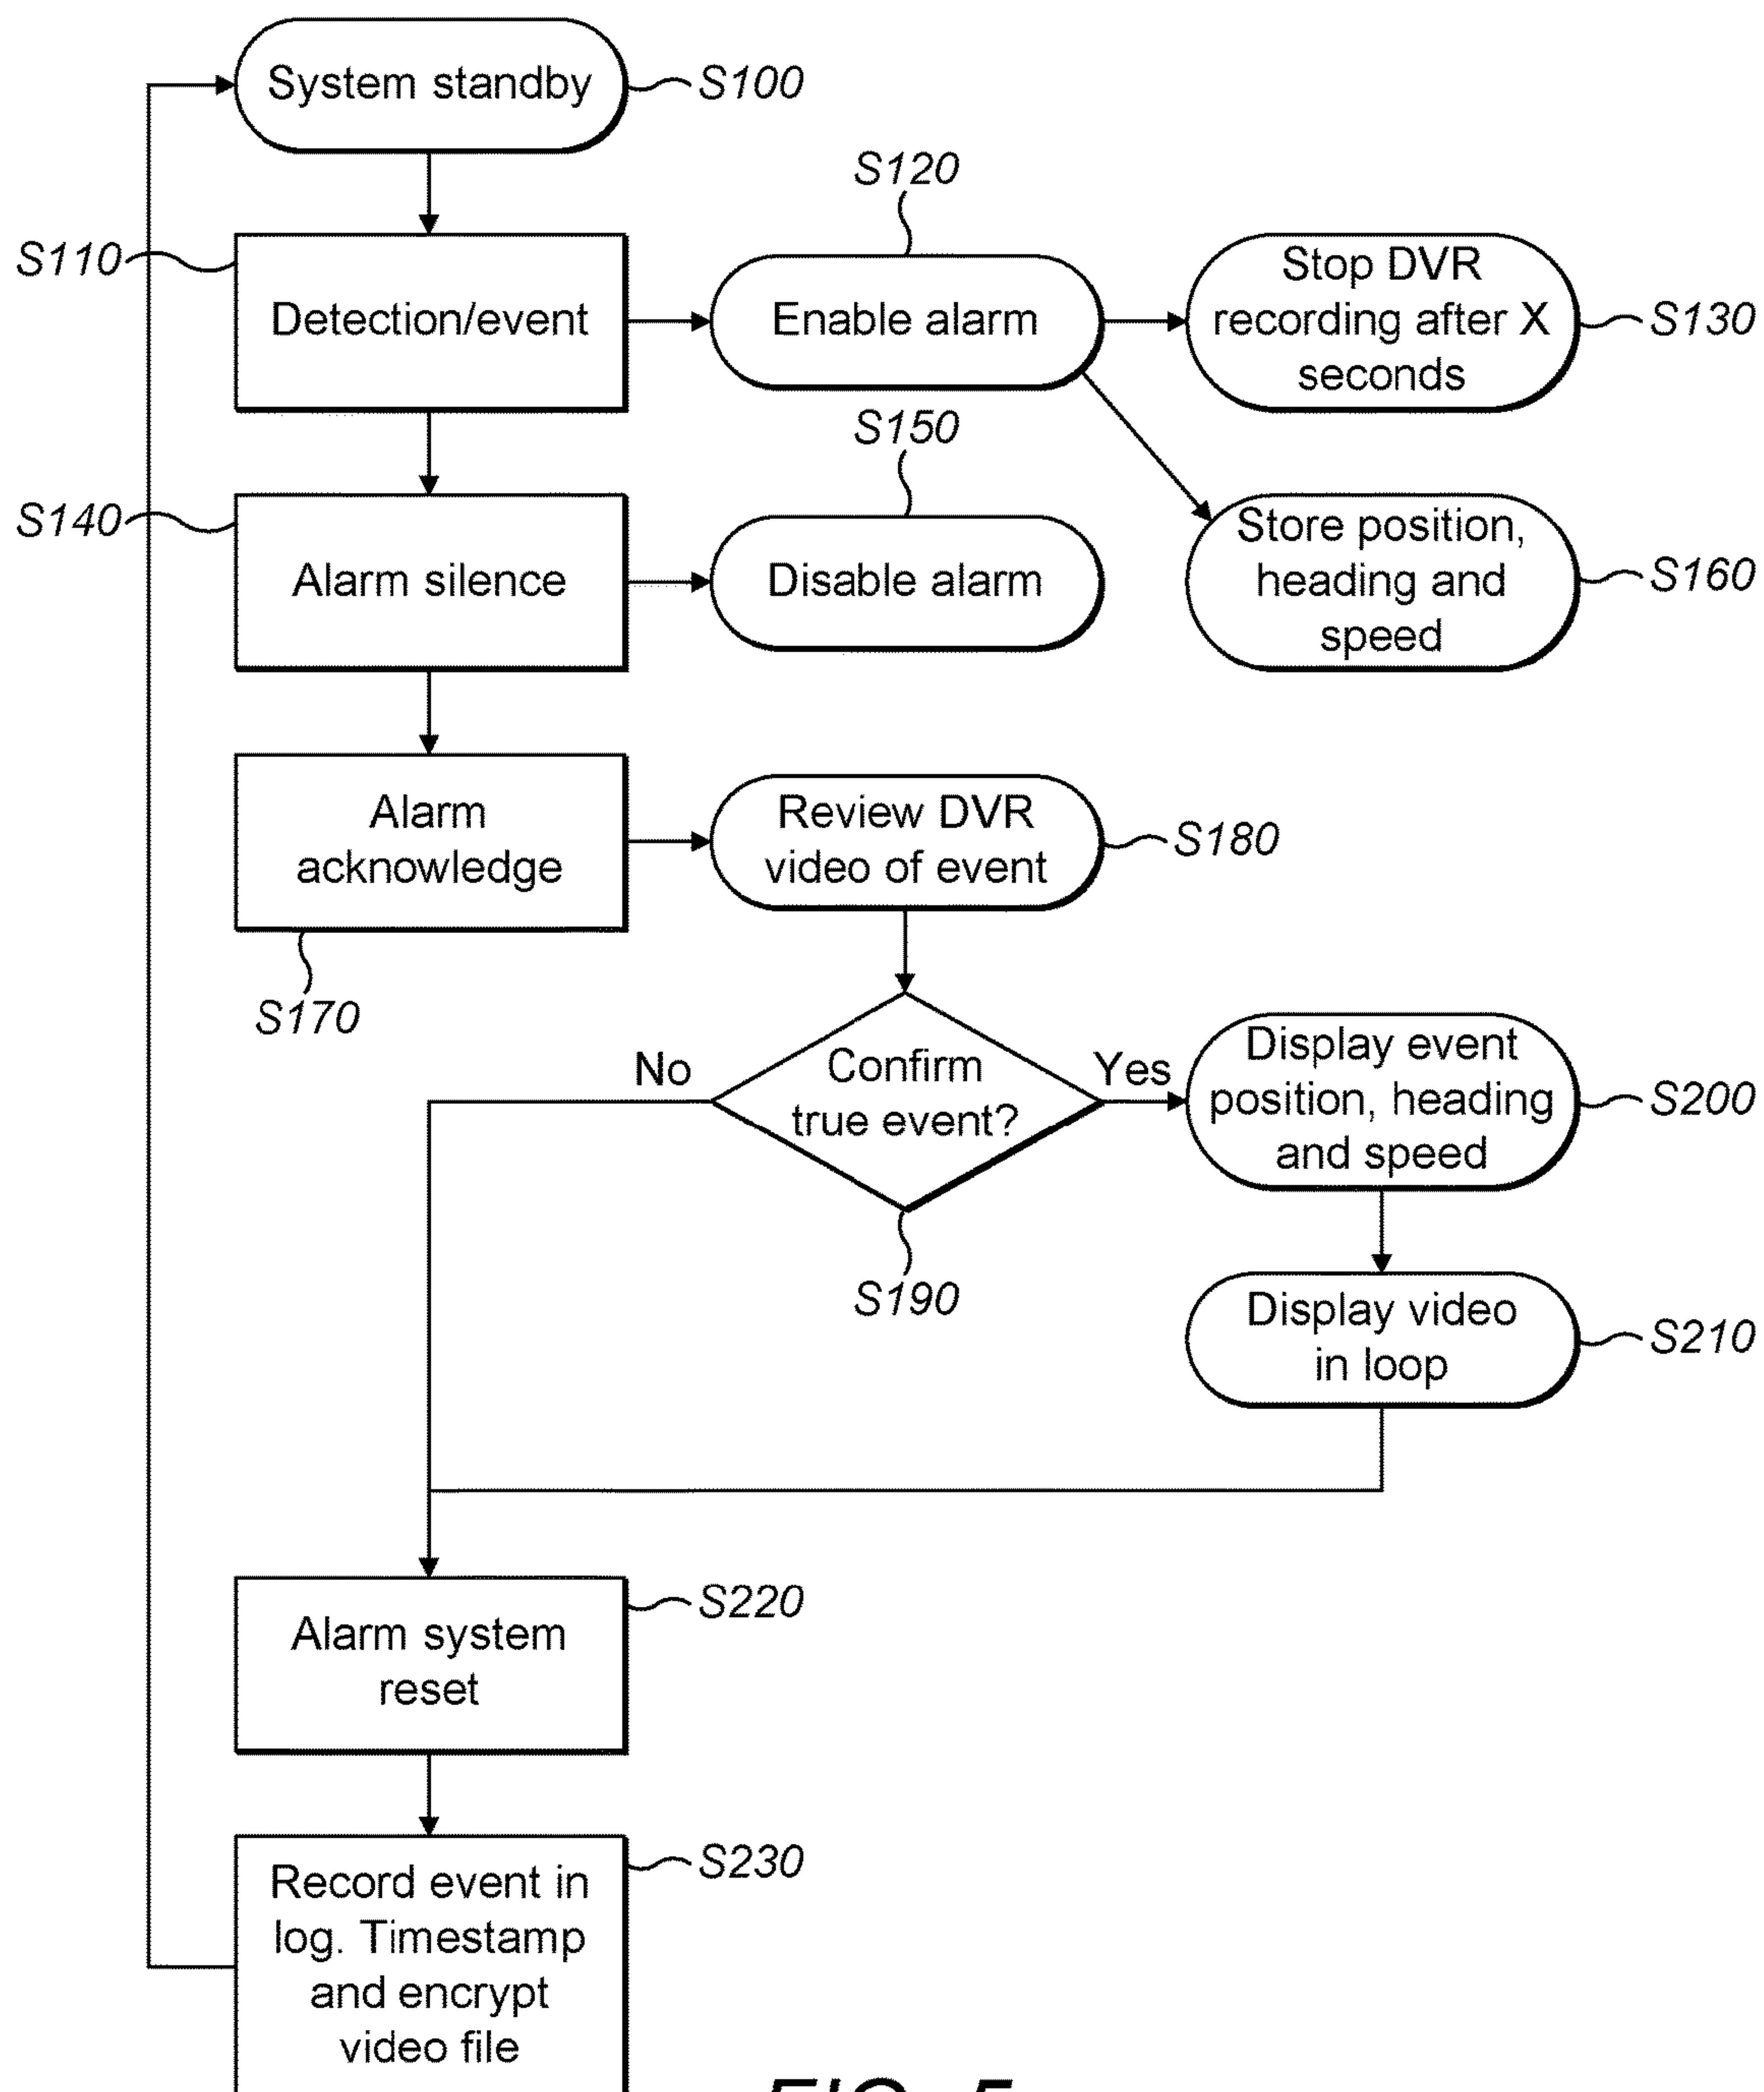 System standby
S100
S120
S110
Detection/event
Enable alarm
Stop DVR
recording after X
seconds
S130
S140
Alarm silence
S150
Disable alarm
Store position,
heading and
speed
S160
Alarm
acknowledge
S170
Review DVR
video of event
S180
No
Confirm
true event?
Yes
S190
Display event
position, heading
and speed
S200
Display video
in loop
S210
Alarm system
reset
S220
Record event in
log. Timestamp
and encrypt
video file
S230
FIG. 5